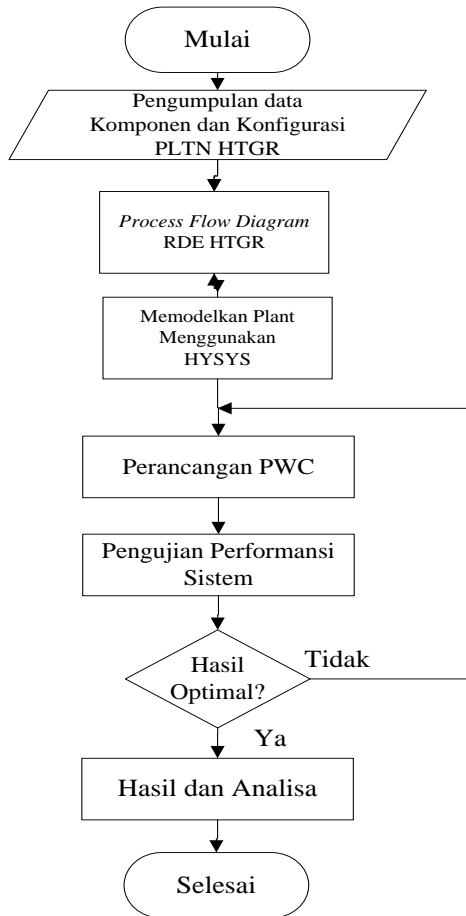 Mulai
Pengumpulan data
Komponen dan Konfigurasi
PLTN HTGR
Process Flow Diagram
RDE HTGR
Memodelkan Plant
Menggunakan
HYSYS
Perancangan PWC
Pengujian Performansi
Sistem
Hasil
Optimal?
Tidak
Ya
Hasil dan Analisa
Selesai